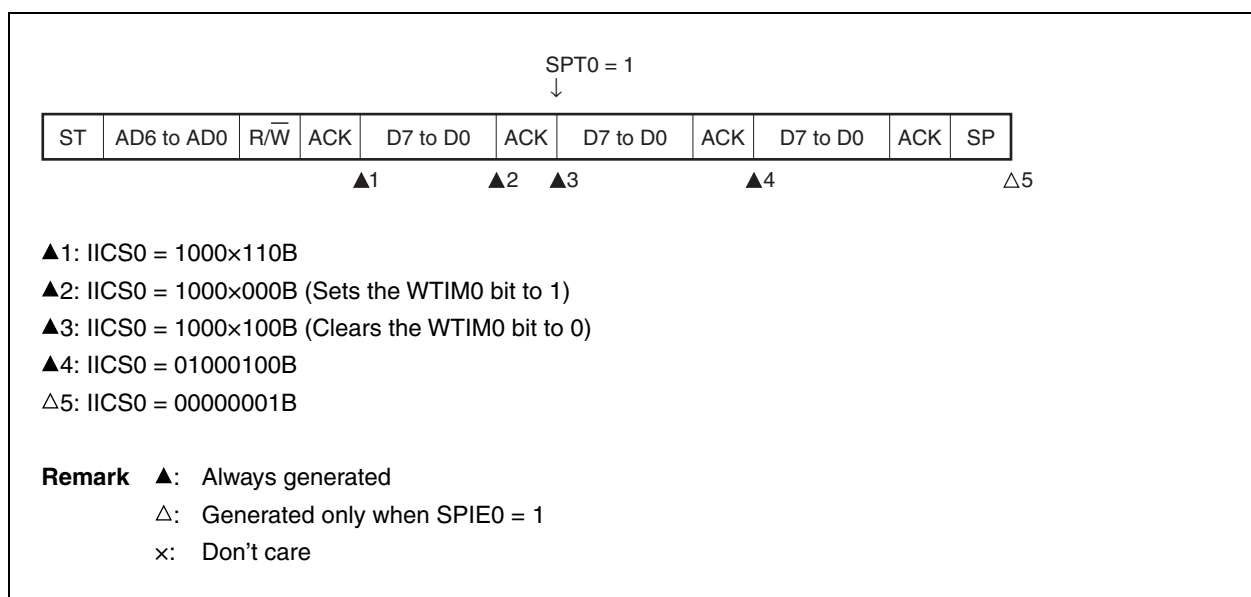 SPT0 = 1
↓
ST AD6 to AD0 R/W̅ ACK D7 to D0 ACK D7 to D0 ACK D7 to D0 ACK SP
▲1 ▲2 ▲3 ▲4 △5
▲1: IICS0 = 1000×110B
▲2: IICS0 = 1000×000B (Sets the WTIM0 bit to 1)
▲3: IICS0 = 1000×100B (Clears the WTIM0 bit to 0)
▲4: IICS0 = 01000100B
△5: IICS0 = 00000001B
Remark ▲: Always generated
△: Generated only when SPIE0 = 1
×: Don't care